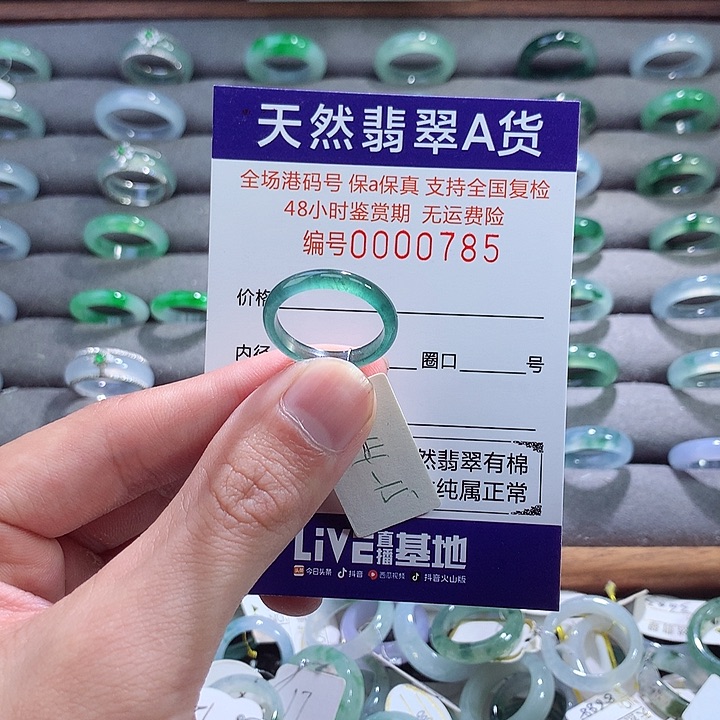 天然翡翠A货
全场港码号 保a保真 支持全国复检
48小时鉴赏期 无运费险
编号0000785
价格
内径 圈口 号
然翡翠有棉
纯属正常
LiVE直播基地
头条 今日头条 抖音 西瓜视频 抖音火山版
17